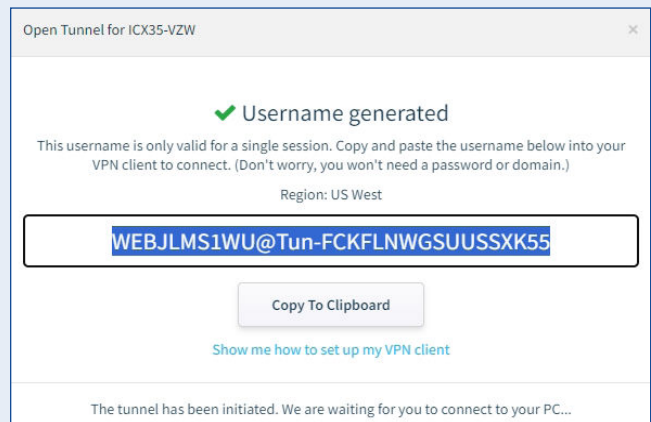 Open Tunnel for ICX35-VZW ×
✔ Username generated
This username is only valid for a single session. Copy and paste the username below into your
VPN client to connect. (Don't worry, you won't need a password or domain.)
Region: US West
WEBJLMS1WU@Tun-FCKFLNWGSUUSSXK55
Copy To Clipboard
Show me how to set up my VPN client
The tunnel has been initiated. We are waiting for you to connect to your PC...